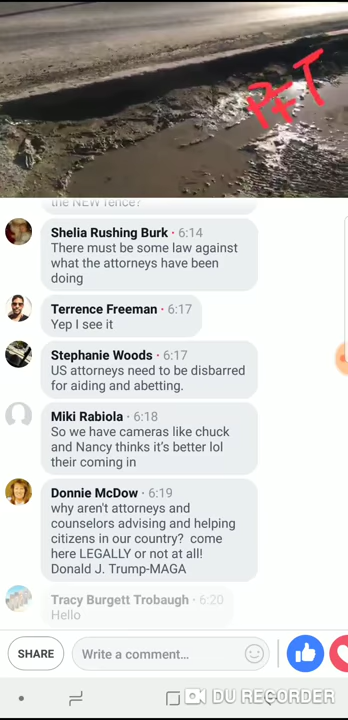 PFT
the NEW fence?
Shelia Rushing Burk • 6:14
There must be some law against
what the attorneys have been
doing
Terrence Freeman • 6:17
Yep I see it
Stephanie Woods • 6:17
US attorneys need to be disbarred
for aiding and abetting.
Miki Rabiola • 6:18
So we have cameras like chuck
and Nancy thinks it's better lol
their coming in
Donnie McDow • 6:19
why aren't attorneys and
counselors advising and helping
citizens in our country? come
here LEGALLY or not at all!
Donald J. Trump-MAGA
Tracy Burgett Trobaugh • 6:20
Hello
SHARE
Write a comment...
DU RECORDER